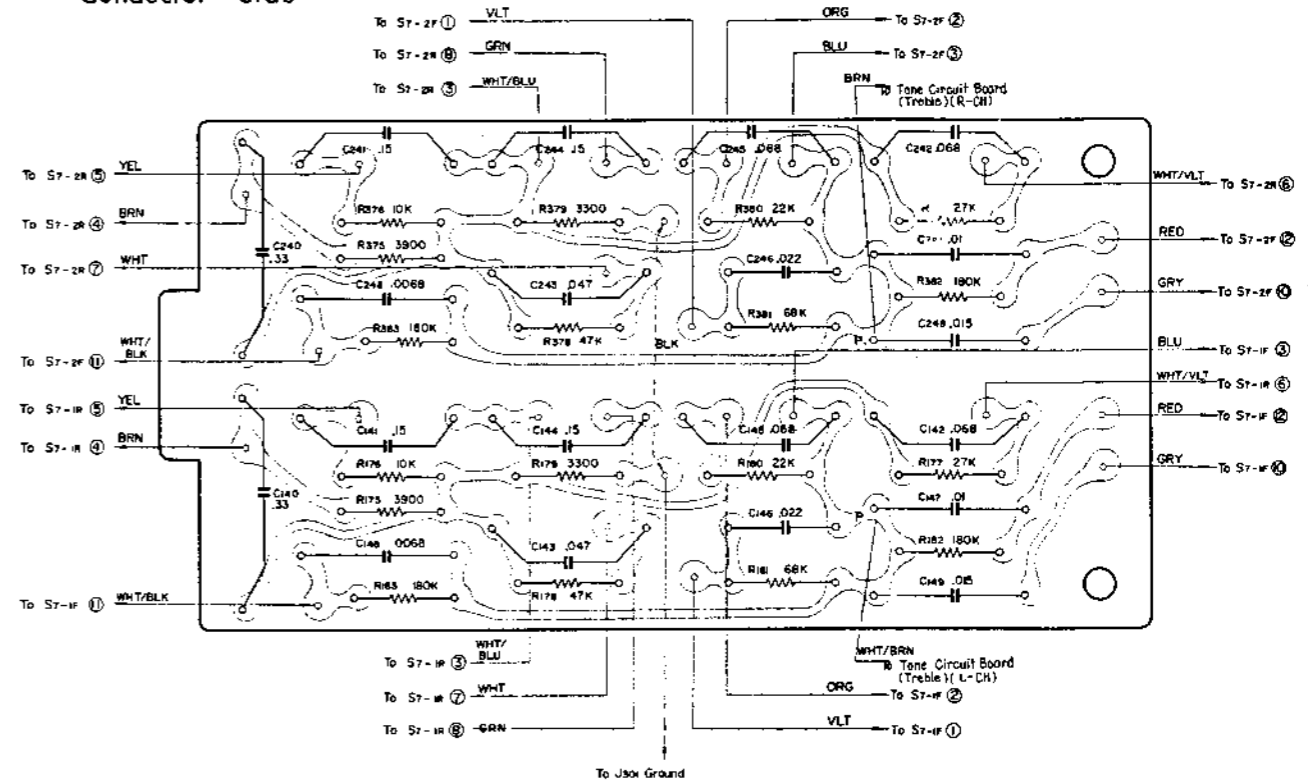 Conductor Side
To S7-2F ① VLT
ORG To S7-2F ②
To S7-2R ⑧ GRN
BLU To S7-2F ③
To S7-2R ③ WHT/BLU
BRN To Tone Circuit Board
(Treble)(R-CH)
C241 .15
C244 .15
C245 .068
C242 .068
To S7-2R ⑤ YEL
WHT/VLT To S7-2R ⑥
To S7-2R ④ BRN
R376 10K
R379 3300
R380 22K
27K
RED To S7-2F ⑫
C240
.33
R375 3900
.01
To S7-2R ⑦ WHT
C246 .022
C248 .0068
C243 .047
R382 180K
GRY To S7-2F ⑩
R383 180K
R378 47K
R381 68K
C249 .015
BLK
P.
WHT/
BLK
To S7-2F ⑪
BLU To S7-1F ③
WHT/VLT To S7-1R ⑥
To S7-1R ⑤ YEL
RED To S7-1F ⑫
C141 .15
C144 .15
C145 .068
C142 .068
To S7-1R ④ BRN
R176 10K
R179 3300
R180 22K
R177 27K
GRY To S7-1F ⑩
C140
.33
R175 3900
C147 .01
C146 .022
P
C148 .0068
C143 .047
R182 180K
R183 180K
R178 47K
R181 68K
C149 .015
To S7-1F ⑪ WHT/BLK
To S7-1R ③ WHT/
BLU
WHT/BRN
To Tone Circuit Board
(Treble)(L-CH)
To S7-1R ⑦ WHT
ORG To S7-1F ②
To S7-1R ⑧ GRN
VLT To S7-1F ①
To J301 Ground